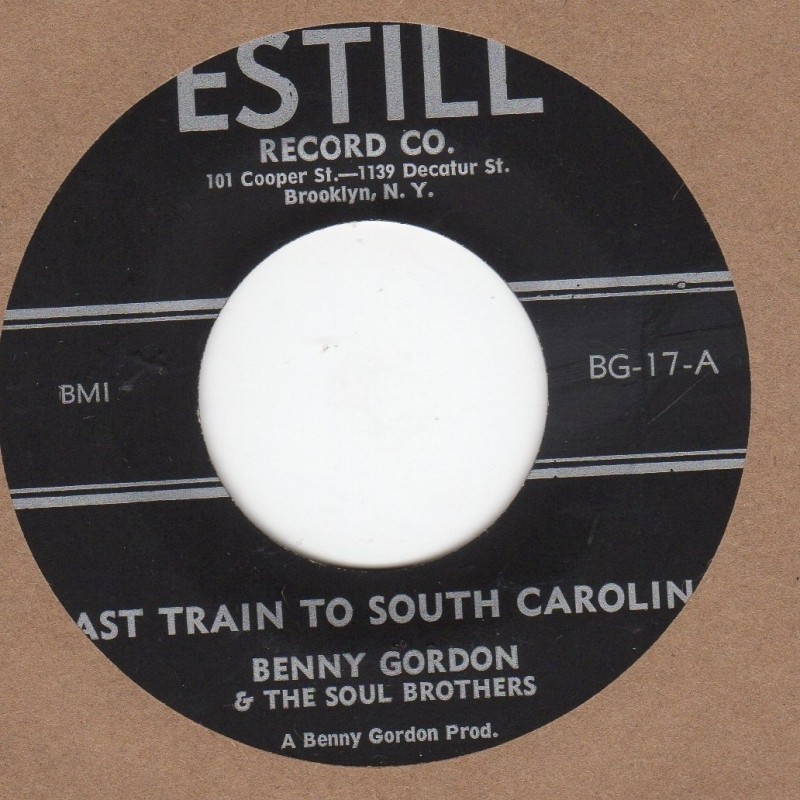 ESTILL
RECORD CO.
101 Cooper St.—1139 Decatur St.
Brooklyn, N. Y.
BMI
BG-17-A
AST TRAIN TO SOUTH CAROLIN
BENNY GORDON
& THE SOUL BROTHERS
A Benny Gordon Prod.